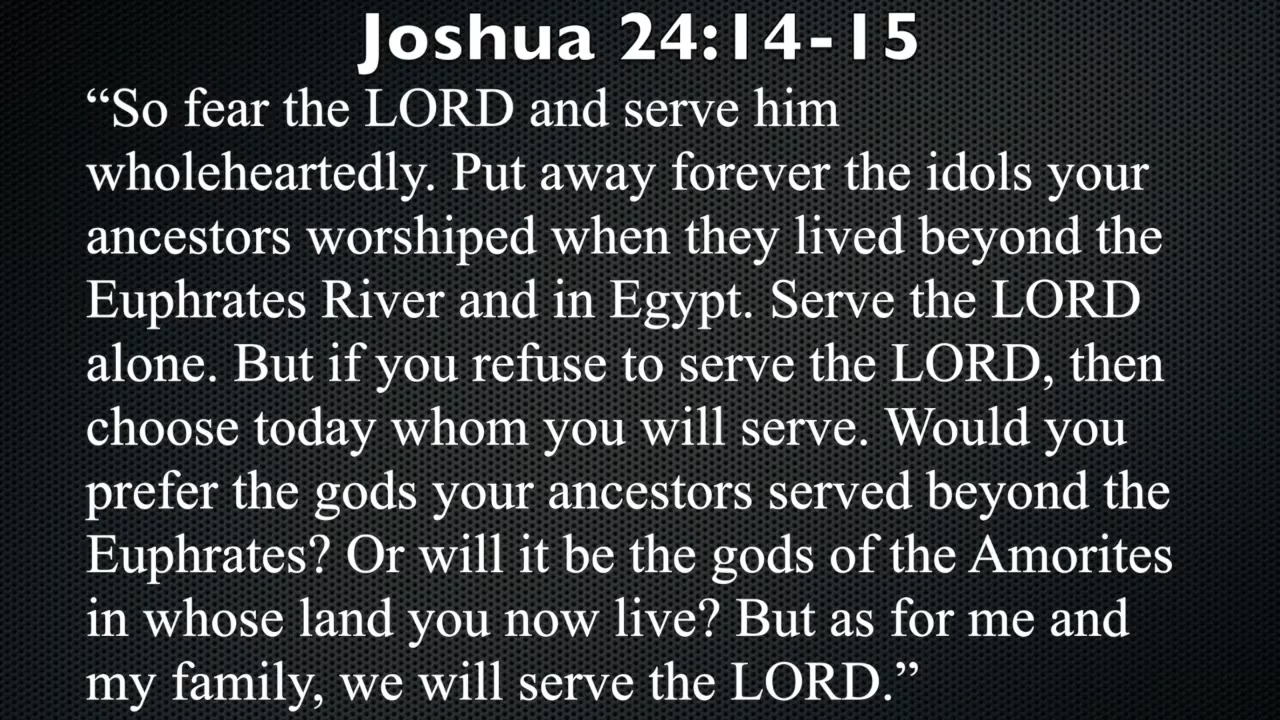 Joshua 24:14-15
“So fear the LORD and serve him
wholeheartedly. Put away forever the idols your
ancestors worshiped when they lived beyond the
Euphrates River and in Egypt. Serve the LORD
alone. But if you refuse to serve the LORD, then
choose today whom you will serve. Would you
prefer the gods your ancestors served beyond the
Euphrates? Or will it be the gods of the Amorites
in whose land you now live? But as for me and
my family, we will serve the LORD.”